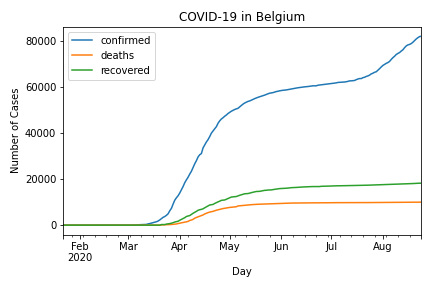 COVID-19 in Belgium
confirmed
deaths
recovered
Number of Cases
80000
60000
40000
20000
0
Feb Mar Apr May Jun Jul Aug
2020
Day